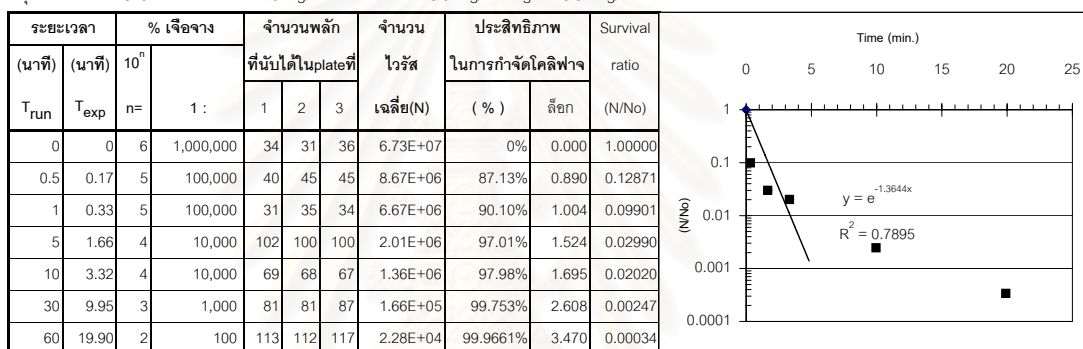 ระยะเวลา % เจือจาง จำนวนพลัก จำนวน ประสิทธิภาพ Survival
(นาที) (นาที) 10^n ที่นับได้ในplateที่ ไวรัส ในการกำจัดโคลิฟาจ ratio
Trun Texp n= 1 : 1 2 3 เฉลี่ย(N) ( % ) ล็อก (N/No)
0 0 6 1,000,000 34 31 36 6.73E+07 0% 0.000 1.00000
0.5 0.17 5 100,000 40 45 45 8.67E+06 87.13% 0.890 0.12871
1 0.33 5 100,000 31 35 34 6.67E+06 90.10% 1.004 0.09901
5 1.66 4 10,000 102 100 100 2.01E+06 97.01% 1.524 0.02990
10 3.32 4 10,000 69 68 67 1.36E+06 97.98% 1.695 0.02020
30 9.95 3 1,000 81 81 87 1.66E+05 99.753% 2.608 0.00247
60 19.90 2 100 113 112 117 2.28E+04 99.9661% 3.470 0.00034
Time (min.)
0 5 10 15 20 25
1
0.1
0.01
0.001
0.0001
(N/No)
y = e^-1.3644x
R^2 = 0.7895